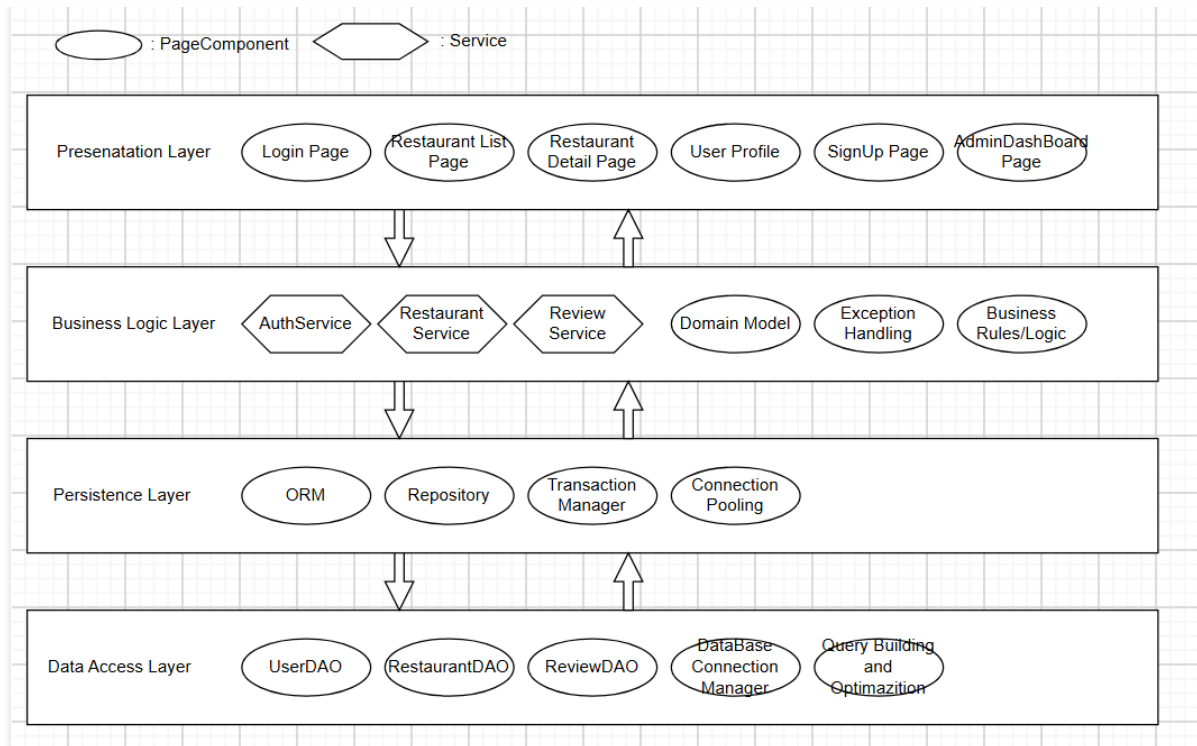 : PageComponent
: Service
Presenatation Layer
Login Page
Restaurant List
Page
Restaurant
Detail Page
User Profile
SignUp Page
AdminDashBoard
Page
Business Logic Layer
AuthService
Restaurant
Service
Review
Service
Domain Model
Exception
Handling
Business
Rules/Logic
Persistence Layer
ORM
Repository
Transaction
Manager
Connection
Pooling
Data Access Layer
UserDAO
RestaurantDAO
ReviewDAO
DataBase
Connection
Manager
Query Building
and
Optimazition